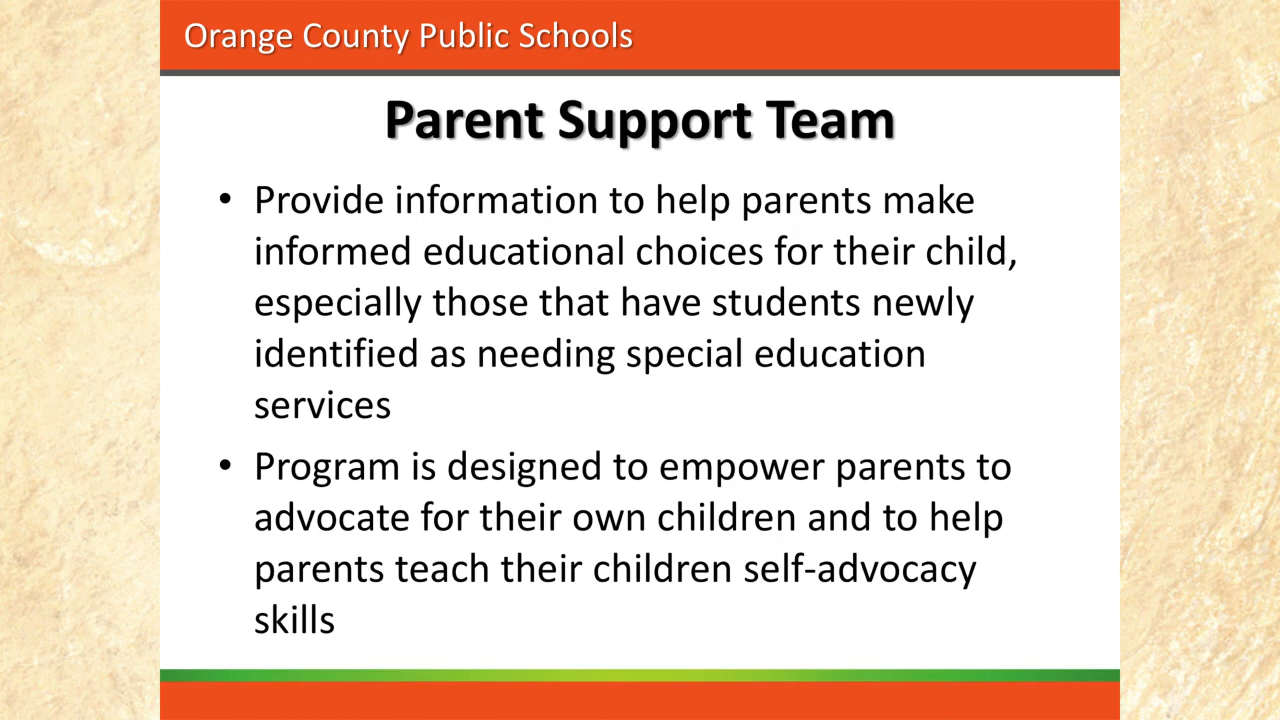 Orange County Public Schools
Parent Support Team
• Provide information to help parents make
informed educational choices for their child,
especially those that have students newly
identified as needing special education
services
• Program is designed to empower parents to
advocate for their own children and to help
parents teach their children self-advocacy
skills